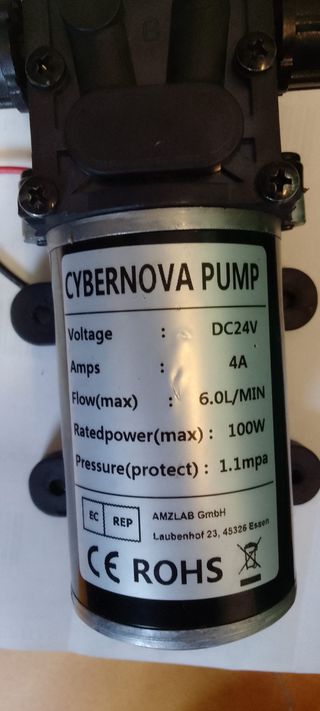 CYBERNOVA PUMP
Voltage : DC24V
Amps : 4A
Flow(max) : 6.0L/MIN
Ratedpower(max) : 100W
Pressure(protect) : 1.1mpa
EC REP
AMZLAB GmbH
Laubenhof 23, 45326 Essen
CE ROHS